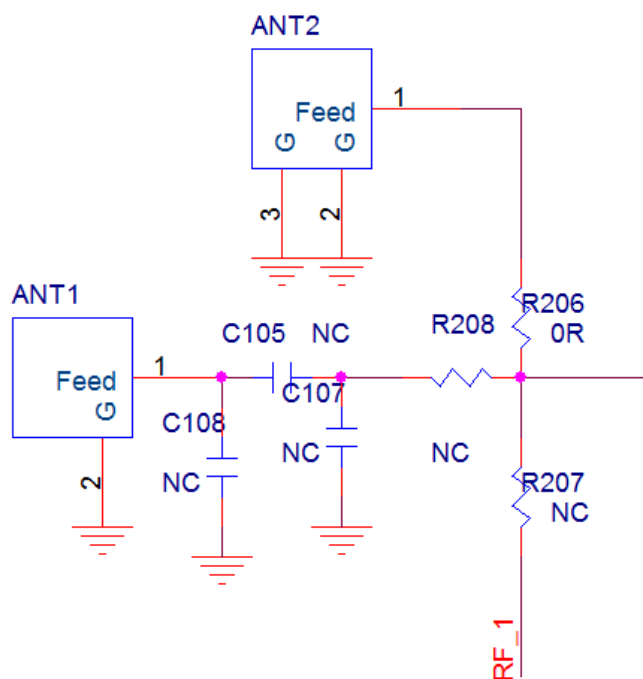 ANT2
1
Feed
G
G
3
2
ANT1
1
Feed
G
2
C105
NC
R208
R206
0R
C107
C108
NC
NC
NC
R207
NC
RF_1